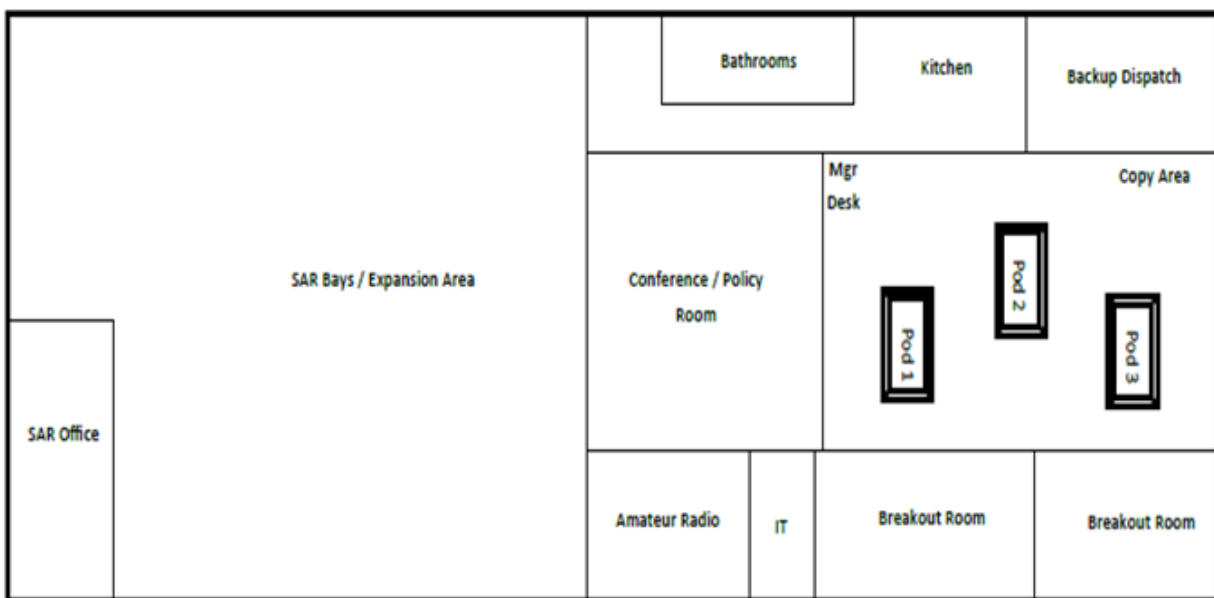 Bathrooms
Kitchen
Backup Dispatch
Mgr
Desk
Copy Area
SAR Bays / Expansion Area
Conference / Policy
Room
Pod 1
Pod 2
Pod 3
SAR Office
Amateur Radio
IT
Breakout Room
Breakout Room